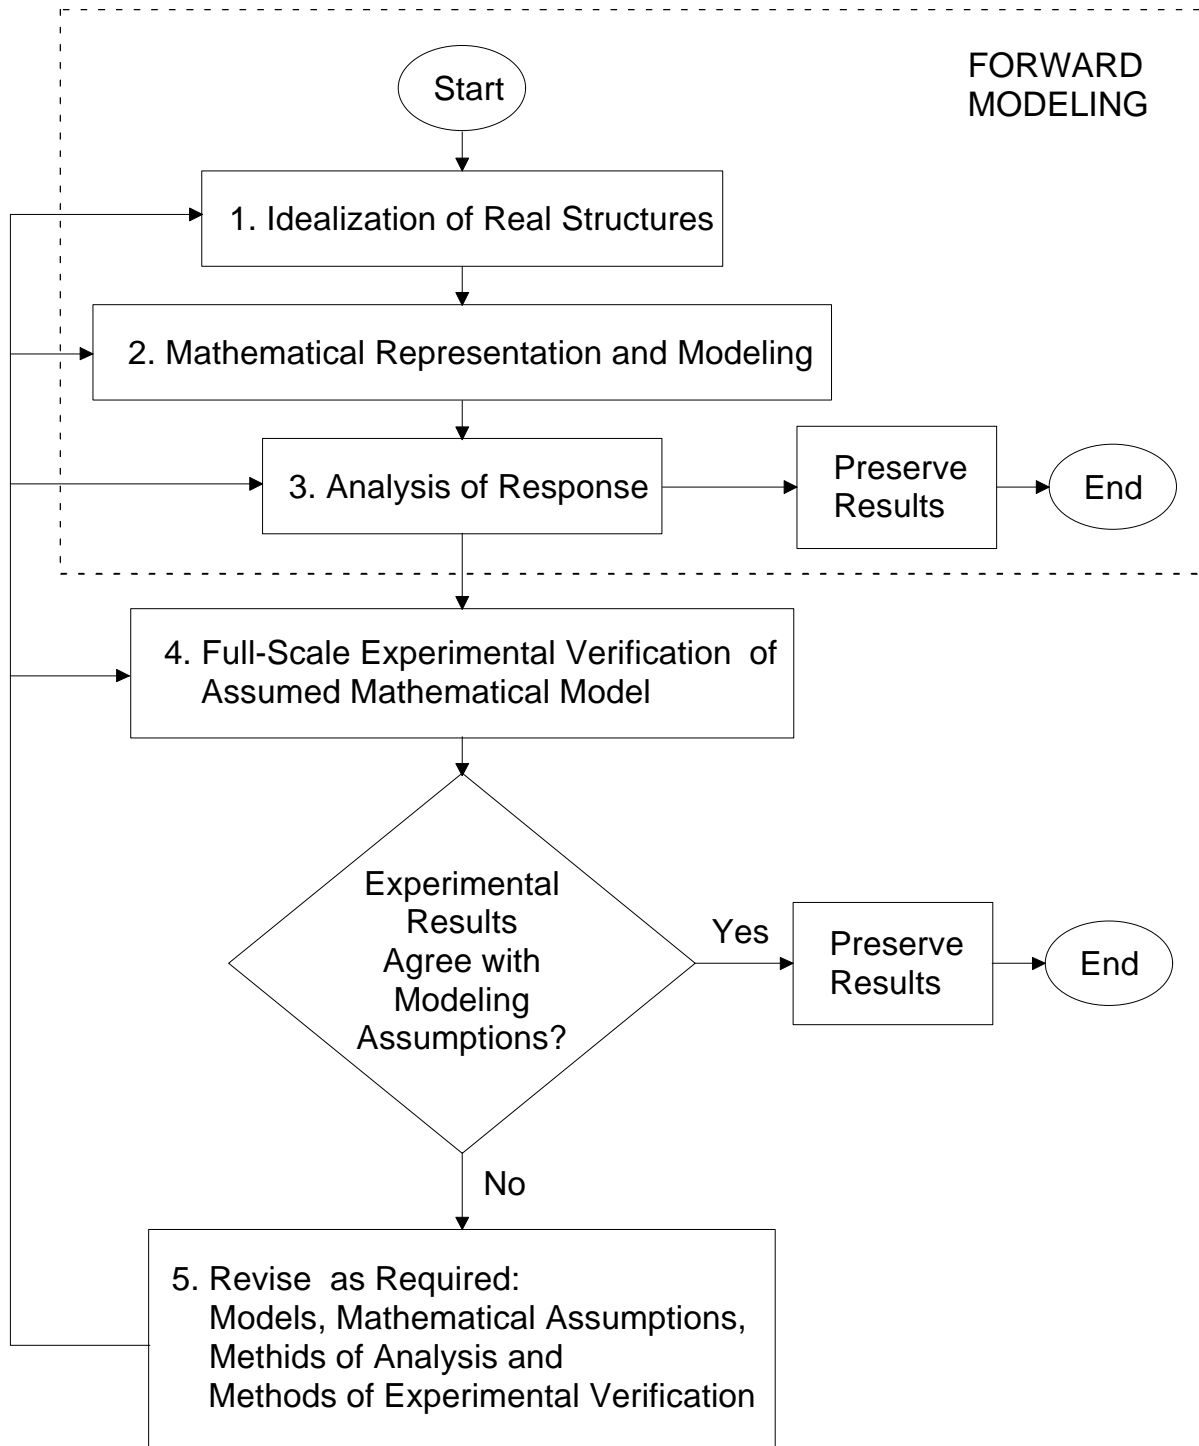 FORWARD
MODELING
Start
1. Idealization of Real Structures
2. Mathematical Representation and Modeling
3. Analysis of Response
Preserve
Results
End
4. Full-Scale Experimental Verification of
Assumed Mathematical Model
Experimental
Results
Agree with
Modeling
Assumptions?
Yes
Preserve
Results
End
No
5. Revise as Required:
Models, Mathematical Assumptions,
Methids of Analysis and
Methods of Experimental Verification